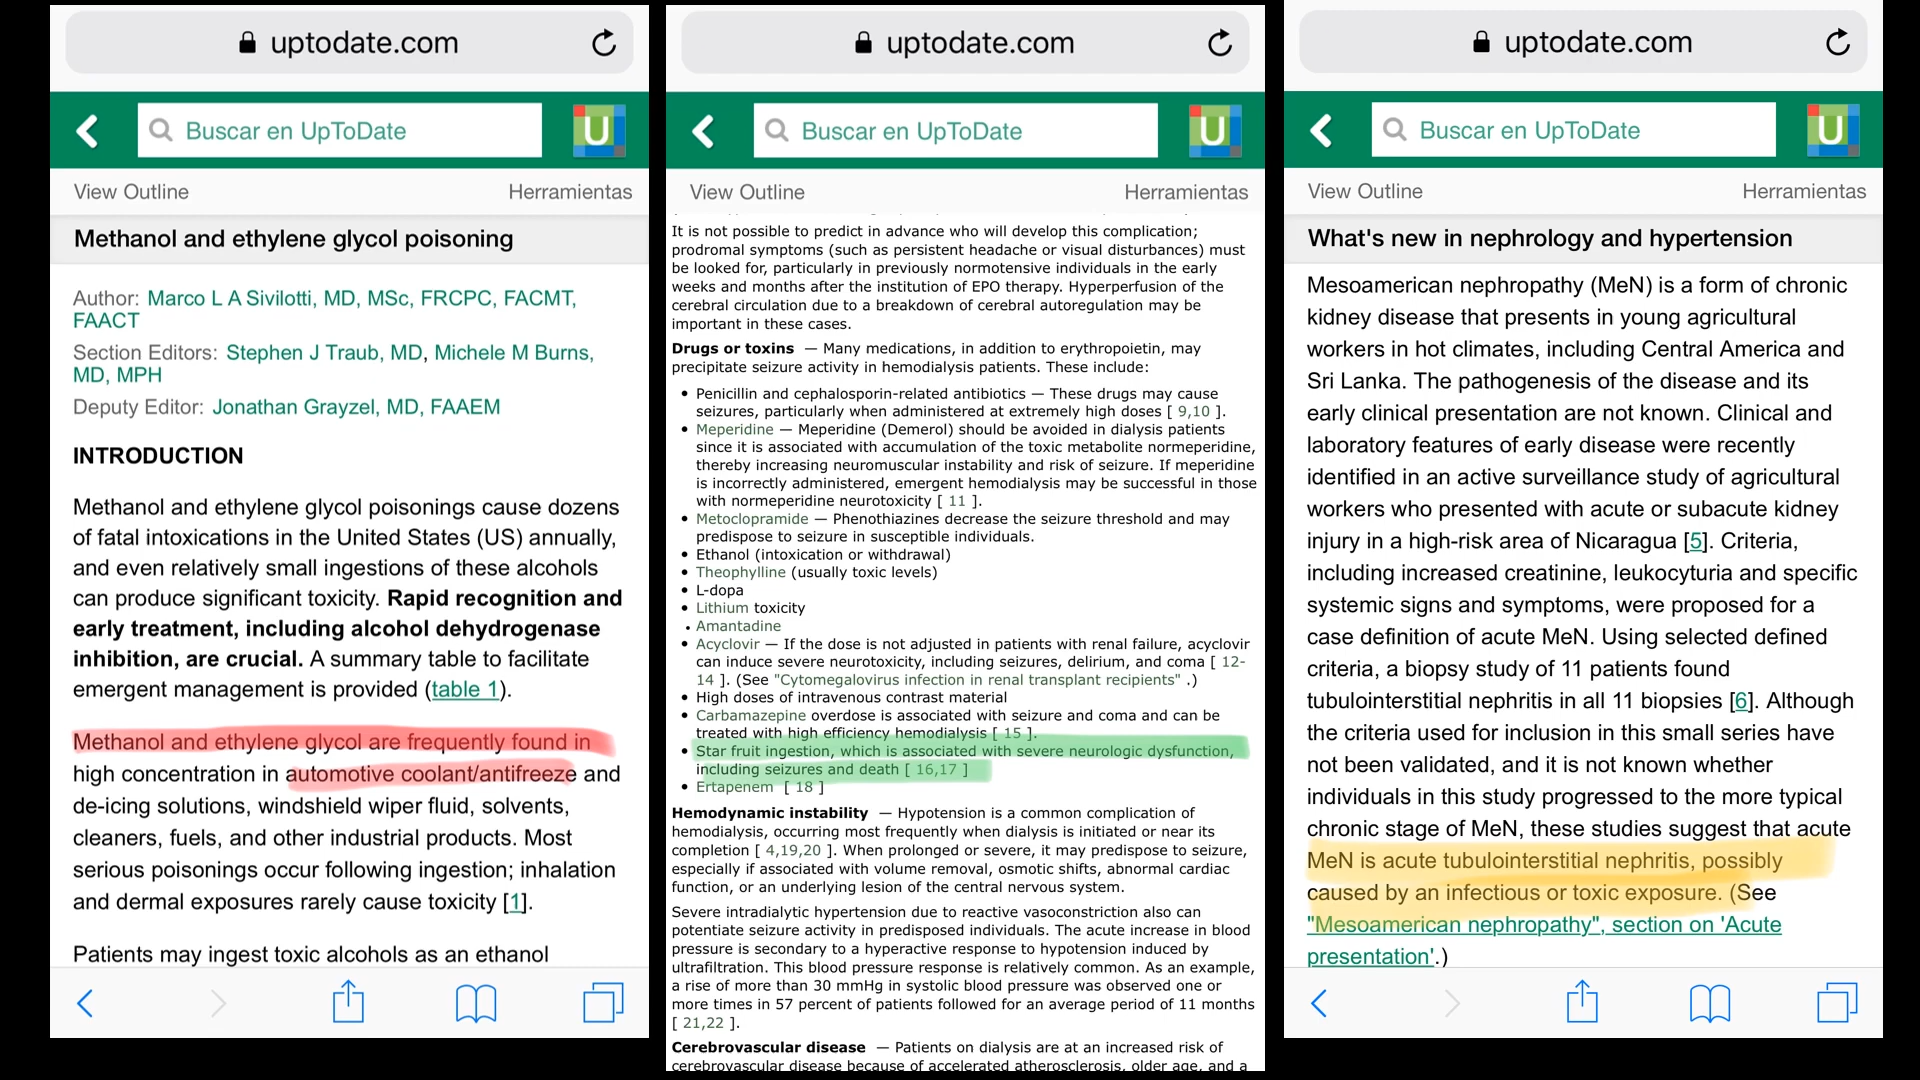 uptodate.com
Buscar en UpToDate
U
View Outline
Herramientas
Methanol and ethylene glycol poisoning
Author: Marco L A Sivilotti, MD, MSc, FRCPC, FACMT,
FAACT
Section Editors: Stephen J Traub, MD, Michele M Burns,
MD, MPH
Deputy Editor: Jonathan Grayzel, MD, FAAEM
INTRODUCTION
Methanol and ethylene glycol poisonings cause dozens
of fatal intoxications in the United States (US) annually,
and even relatively small ingestions of these alcohols
can produce significant toxicity. Rapid recognition and
early treatment, including alcohol dehydrogenase
inhibition, are crucial. A summary table to facilitate
emergent management is provided (table 1).
Methanol and ethylene glycol are frequently found in
high concentration in automotive coolant/antifreeze and
de-icing solutions, windshield wiper fluid, solvents,
cleaners, fuels, and other industrial products. Most
serious poisonings occur following ingestion; inhalation
and dermal exposures rarely cause toxicity [1].
Patients may ingest toxic alcohols as an ethanol
uptodate.com
Buscar en UpToDate
U
View Outline
Herramientas
It is not possible to predict in advance who will develop this complication;
prodromal symptoms (such as persistent headache or visual disturbances) must
be looked for, particularly in previously normotensive individuals in the early
weeks and months after the institution of EPO therapy. Hyperperfusion of the
cerebral circulation due to a breakdown of cerebral autoregulation may be
important in these cases.
Drugs or toxins — Many medications, in addition to erythropoietin, may
precipitate seizure activity in hemodialysis patients. These include:
• Penicillin and cephalosporin-related antibiotics — These drugs may cause
seizures, particularly when administered at extremely high doses [ 9,10 ].
• Meperidine — Meperidine (Demerol) should be avoided in dialysis patients
since it is associated with accumulation of the toxic metabolite normeperidine,
thereby increasing neuromuscular instability and risk of seizure. If meperidine
is incorrectly administered, emergent hemodialysis may be successful in those
with normeperidine neurotoxicity [ 11 ].
• Metoclopramide — Phenothiazines decrease the seizure threshold and may
predispose to seizure in susceptible individuals.
• Ethanol (intoxication or withdrawal)
• Theophylline (usually toxic levels)
• L-dopa
• Lithium toxicity
• Amantadine
• Acyclovir — If the dose is not adjusted in patients with renal failure, acyclovir
can induce severe neurotoxicity, including seizures, delirium, and coma [ 12-
14 ]. (See "Cytomegalovirus infection in renal transplant recipients" .)
• High doses of intravenous contrast material
• Carbamazepine overdose is associated with seizure and coma and can be
treated with high efficiency hemodialysis [ 15 ].
• Star fruit ingestion, which is associated with severe neurologic dysfunction,
including seizures and death [ 16,17 ]
• Ertapenem [ 18 ]
Hemodynamic instability — Hypotension is a common complication of
hemodialysis, occurring most frequently when dialysis is initiated or near its
completion [ 4,19,20 ]. When prolonged or severe, it may predispose to seizure,
especially if associated with volume removal, osmotic shifts, abnormal cardiac
function, or an underlying lesion of the central nervous system.
Severe intradialytic hypertension due to reactive vasoconstriction also can
potentiate seizure activity in predisposed individuals. The acute increase in blood
pressure is secondary to a hyperactive response to hypotension induced by
ultrafiltration. This blood pressure response is relatively common. As an example,
a rise of more than 30 mmHg in systolic blood pressure was observed one or
more times in 57 percent of patients followed for an average period of 11 months
[ 21,22 ].
Cerebrovascular disease — Patients on dialysis are at an increased risk of
cerebrovascular disease because of accelerated atherosclerosis, older age, and a
uptodate.com
Buscar en UpToDate
U
View Outline
Herramientas
What's new in nephrology and hypertension
Mesoamerican nephropathy (MeN) is a form of chronic
kidney disease that presents in young agricultural
workers in hot climates, including Central America and
Sri Lanka. The pathogenesis of the disease and its
early clinical presentation are not known. Clinical and
laboratory features of early disease were recently
identified in an active surveillance study of agricultural
workers who presented with acute or subacute kidney
injury in a high-risk area of Nicaragua [5]. Criteria,
including increased creatinine, leukocyturia and specific
systemic signs and symptoms, were proposed for a
case definition of acute MeN. Using selected defined
criteria, a biopsy study of 11 patients found
tubulointerstitial nephritis in all 11 biopsies [6]. Although
the criteria used for inclusion in this small series have
not been validated, and it is not known whether
individuals in this study progressed to the more typical
chronic stage of MeN, these studies suggest that acute
MeN is acute tubulointerstitial nephritis, possibly
caused by an infectious or toxic exposure. (See
"Mesoamerican nephropathy", section on 'Acute
presentation'.)